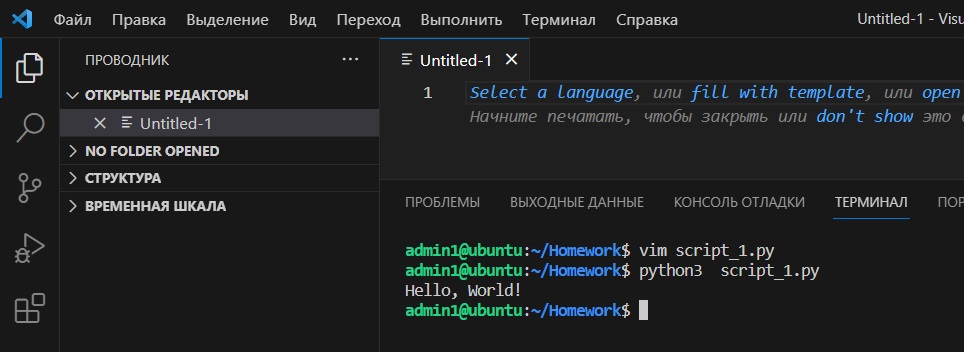 Файл Правка Выделение Вид Переход Выполнить Терминал Справка Untitled-1 - Visu
ПРОВОДНИК ...
Untitled-1
ОТКРЫТЫЕ РЕДАКТОРЫ
Untitled-1
NO FOLDER OPENED
СТРУКТУРА
ВРЕМЕННАЯ ШКАЛА
1 Select a language, или fill with template, или open
Начните печатать, чтобы закрыть или don't show это
ПРОБЛЕМЫ ВЫХОДНЫЕ ДАННЫЕ КОНСОЛЬ ОТЛАДКИ ТЕРМИНАЛ ПОР
admin1@ubuntu:~/Homework$ vim script_1.py
admin1@ubuntu:~/Homework$ python3  script_1.py
Hello, World!
admin1@ubuntu:~/Homework$